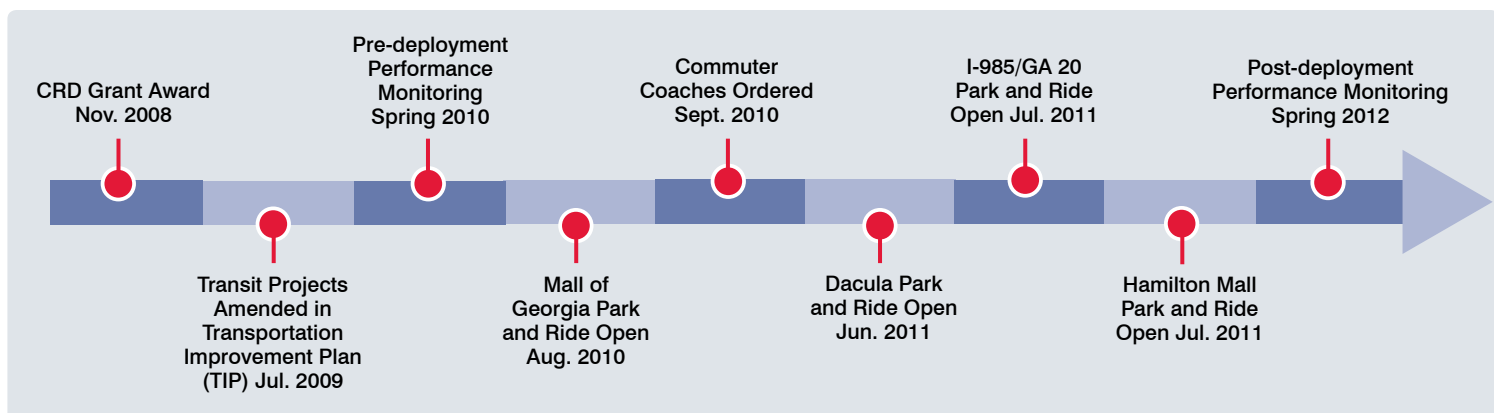 CRD Grant Award
Nov. 2008
Transit Projects
Amended in
Transportation
Improvement Plan
(TIP) Jul. 2009
Pre-deployment
Performance
Monitoring
Spring 2010
Mall of
Georgia Park
and Ride Open
Aug. 2010
Commuter
Coaches Ordered
Sept. 2010
Dacula Park
and Ride Open
Jun. 2011
I-985/GA 20
Park and Ride
Open Jul. 2011
Hamilton Mall
Park and Ride
Open Jul. 2011
Post-deployment
Performance Monitoring
Spring 2012